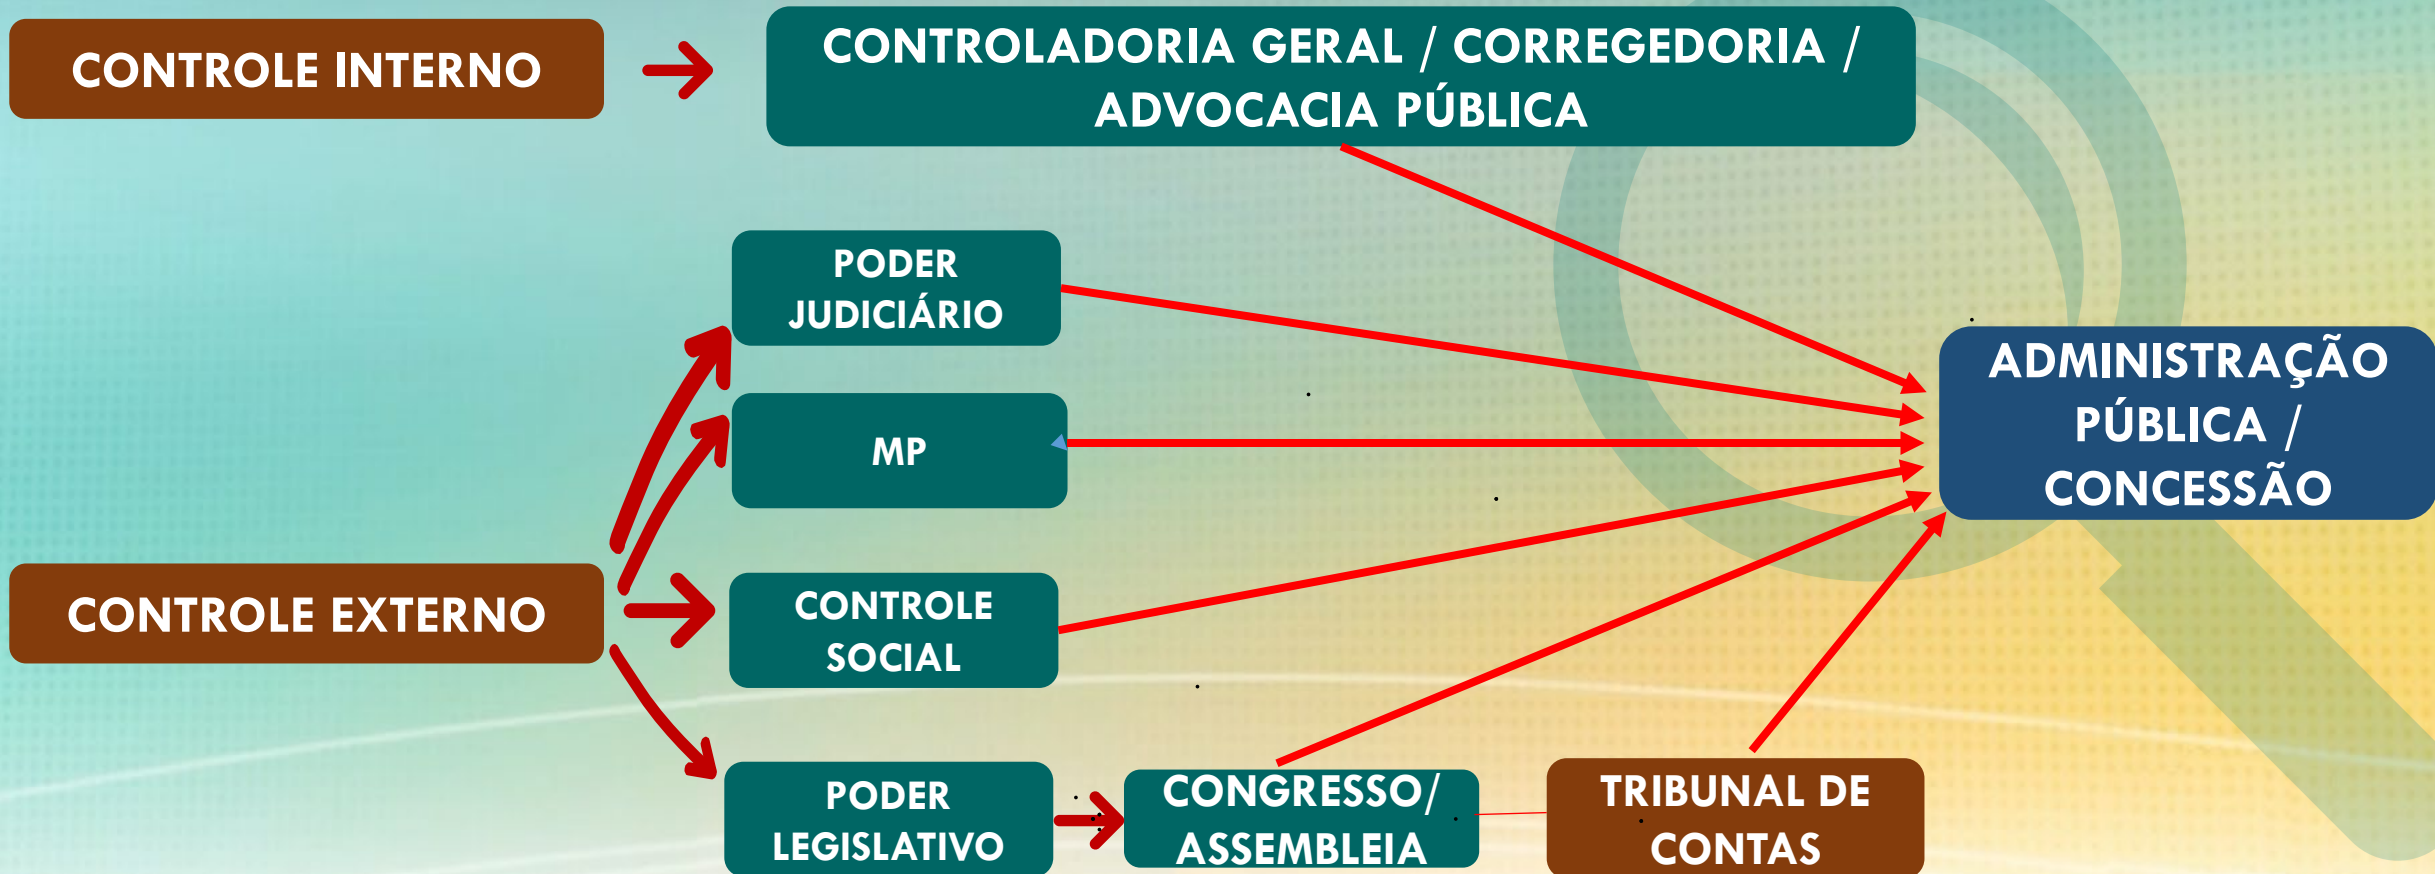 CONTROLE INTERNO
CONTROLADORIA GERAL / CORREGEDORIA /
ADVOCACIA PÚBLICA
PODER
JUDICIÁRIO
MP
ADMINISTRAÇÃO
PÚBLICA /
CONCESSÃO
CONTROLE EXTERNO
CONTROLE
SOCIAL
PODER
LEGISLATIVO
CONGRESSO/
ASSEMBLEIA
TRIBUNAL DE
CONTAS